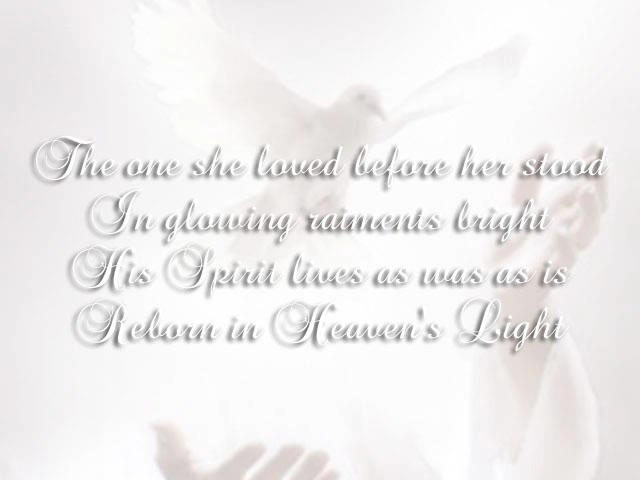 The one she loved before her stood
In glowing raiments bright
His Spirit lives as was as is
Reborn in Heaven's Light